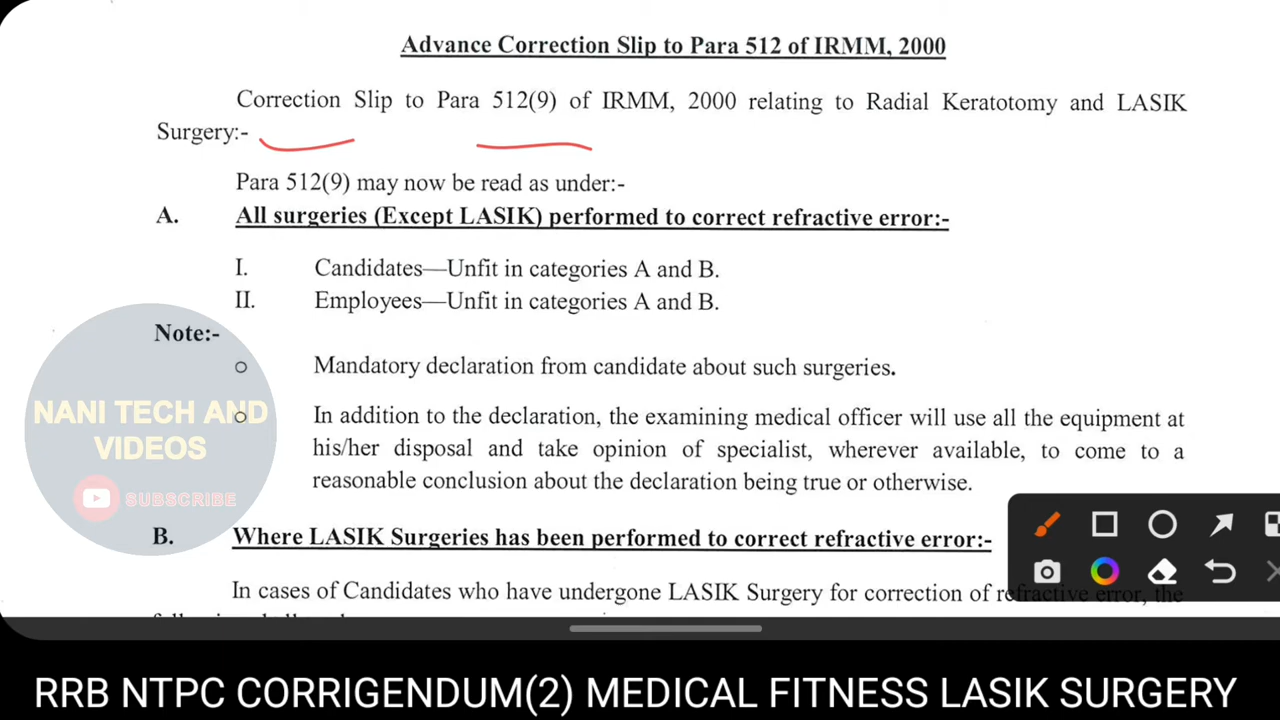 Advance Correction Slip to Para 512 of IRMM, 2000
Correction Slip to Para 512(9) of IRMM, 2000 relating to Radial Keratotomy and LASIK
Surgery:-
Para 512(9) may now be read as under:-
A. All surgeries (Except LASIK) performed to correct refractive error:-
I. Candidates—Unfit in categories A and B.
II. Employees—Unfit in categories A and B.
Note:-
Mandatory declaration from candidate about such surgeries.
In addition to the declaration, the examining medical officer will use all the equipment at
his/her disposal and take opinion of specialist, wherever available, to come to a
reasonable conclusion about the declaration being true or otherwise.
NANI TECH AND
VIDEOS
SUBSCRIBE
B. Where LASIK Surgeries has been performed to correct refractive error:-
In cases of Candidates who have undergone LASIK Surgery for correction of refractive error, the
RRB NTPC CORRIGENDUM(2) MEDICAL FITNESS LASIK SURGERY